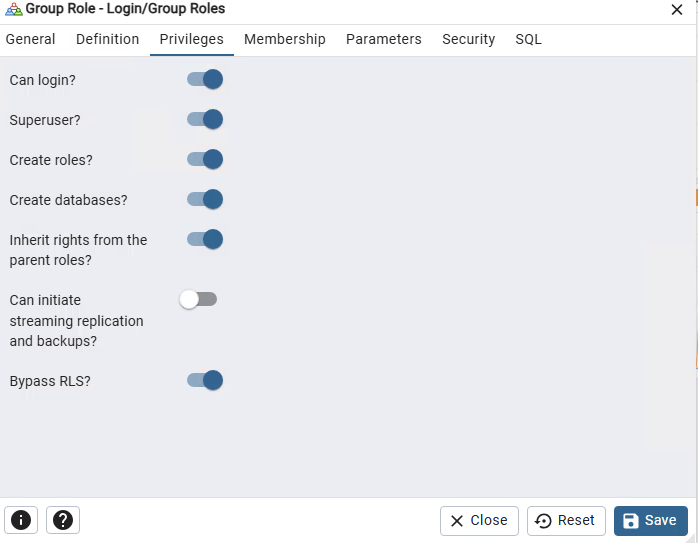 Group Role - Login/Group Roles
General Definition Privileges Membership Parameters Security SQL
Can login?
Superuser?
Create roles?
Create databases?
Inherit rights from the
parent roles?
Can initiate
streaming replication
and backups?
Bypass RLS?
Close Reset Save